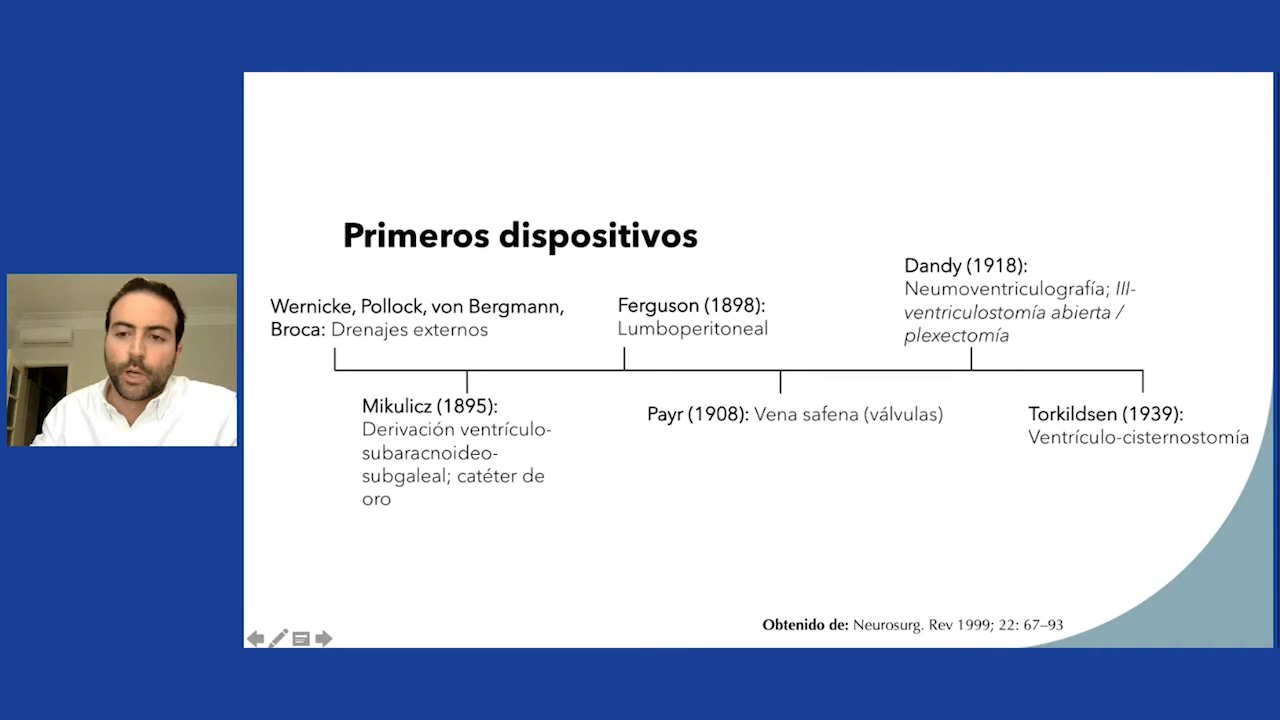 Primeros dispositivos
Wernicke, Pollock, von Bergmann,
Broca: Drenajes externos
Mikulicz (1895):
Derivación ventrículo-
subaracnoideo-
subgaleal; catéter de
oro
Ferguson (1898):
Lumboperitoneal
Payr (1908): Vena safena (válvulas)
Dandy (1918):
Neumoventriculografía; III-
ventriculostomía abierta /
plexectomía
Torkildsen (1939):
Ventrículo-cisternostomía
Obtenido de: Neurosurg. Rev 1999; 22: 67–93